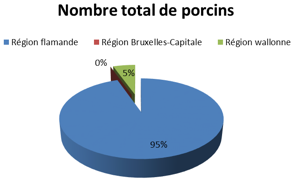 Nombre total de porcins
Région flamande Région Bruxelles-Capitale Région wallonne
0%
5%
95%